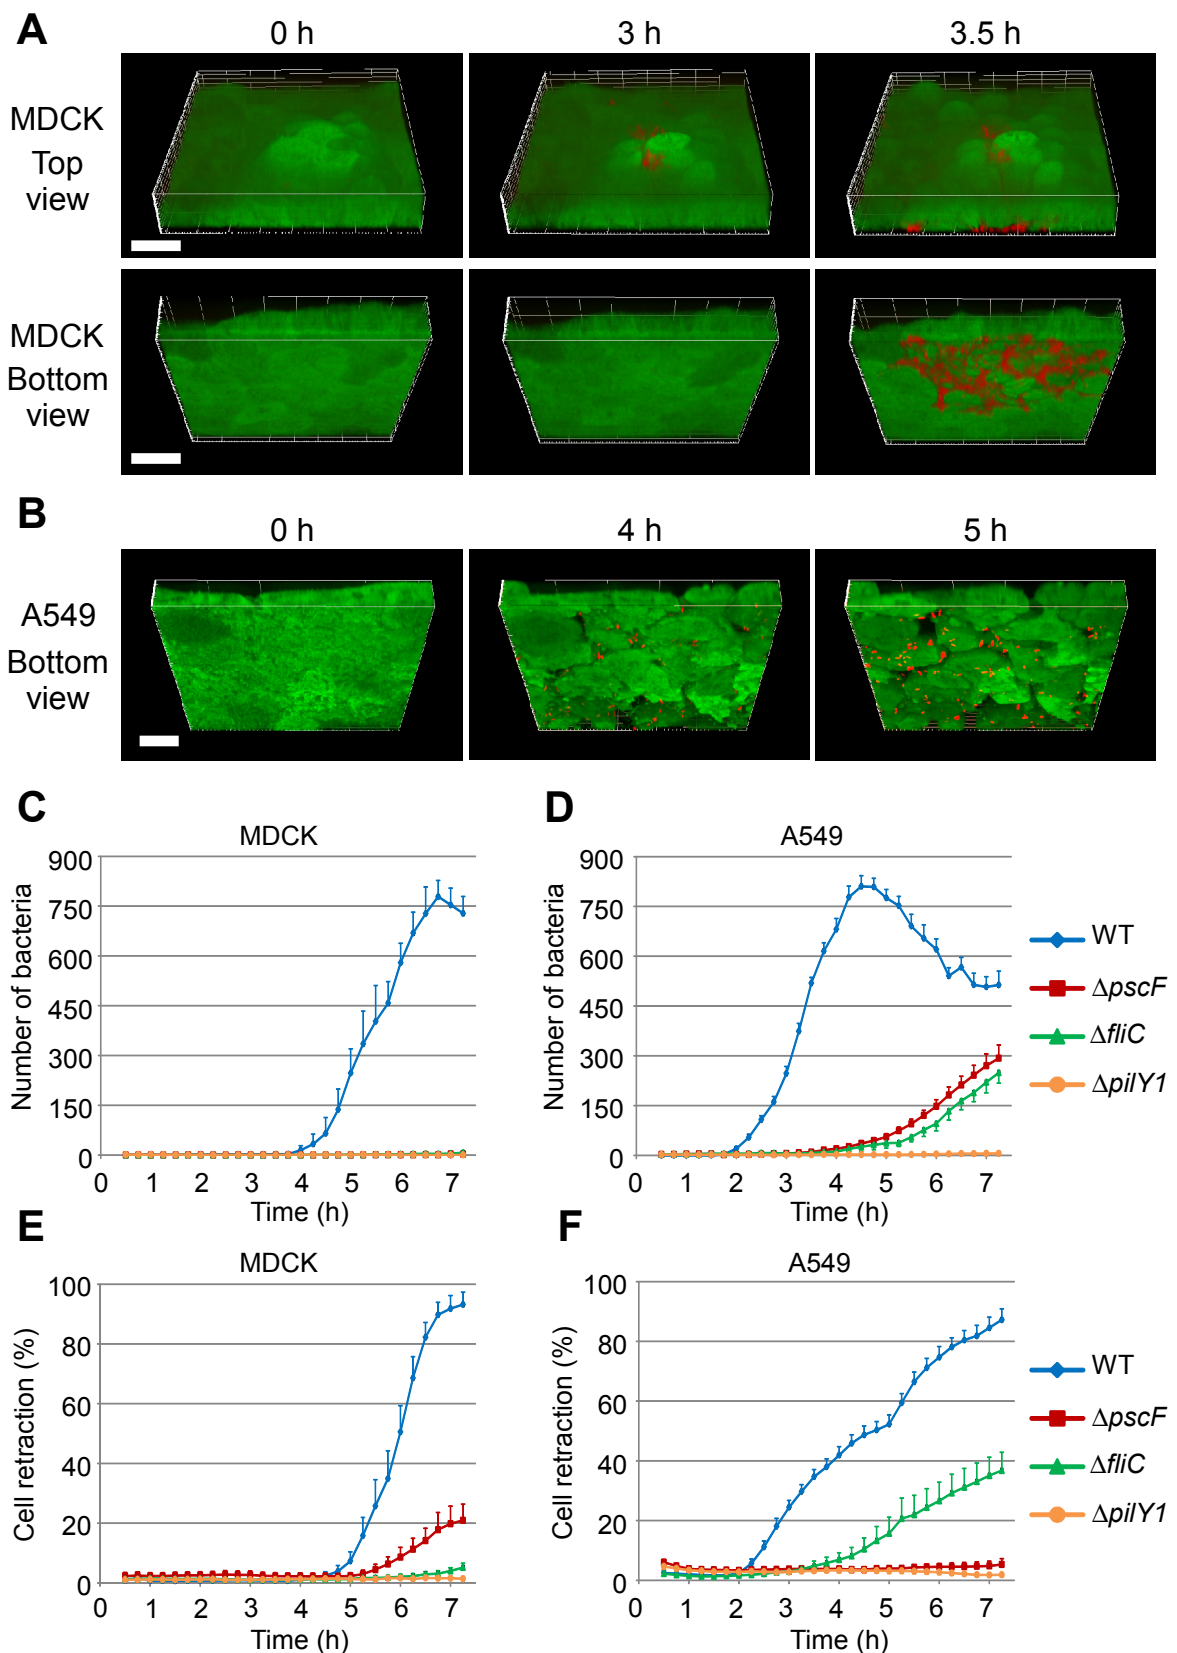 A
0 h
3 h
3.5 h
MDCK
Top
view
MDCK
Bottom
view
B
0 h
4 h
5 h
A549
Bottom
view
C
MDCK
Number of bacteria
900
750
600
450
300
150
0
0 1 2 3 4 5 6 7
Time (h)
D
A549
Number of bacteria
900
750
600
450
300
150
0
0 1 2 3 4 5 6 7
Time (h)
WT
ΔpscF
ΔfliC
ΔpilY1
E
MDCK
Cell retraction (%)
100
80
60
40
20
0
0 1 2 3 4 5 6 7
Time (h)
F
A549
Cell retraction (%)
100
80
60
40
20
0
0 1 2 3 4 5 6 7
Time (h)
WT
ΔpscF
ΔfliC
ΔpilY1